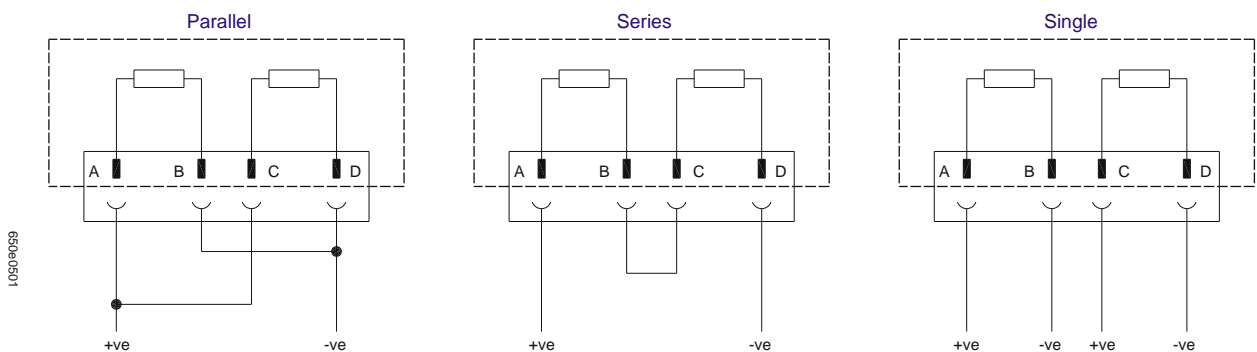 Parallel
A B C D
+ve -ve
Series
A B C D
+ve -ve
Single
A B C D
+ve -ve +ve -ve
650e0501